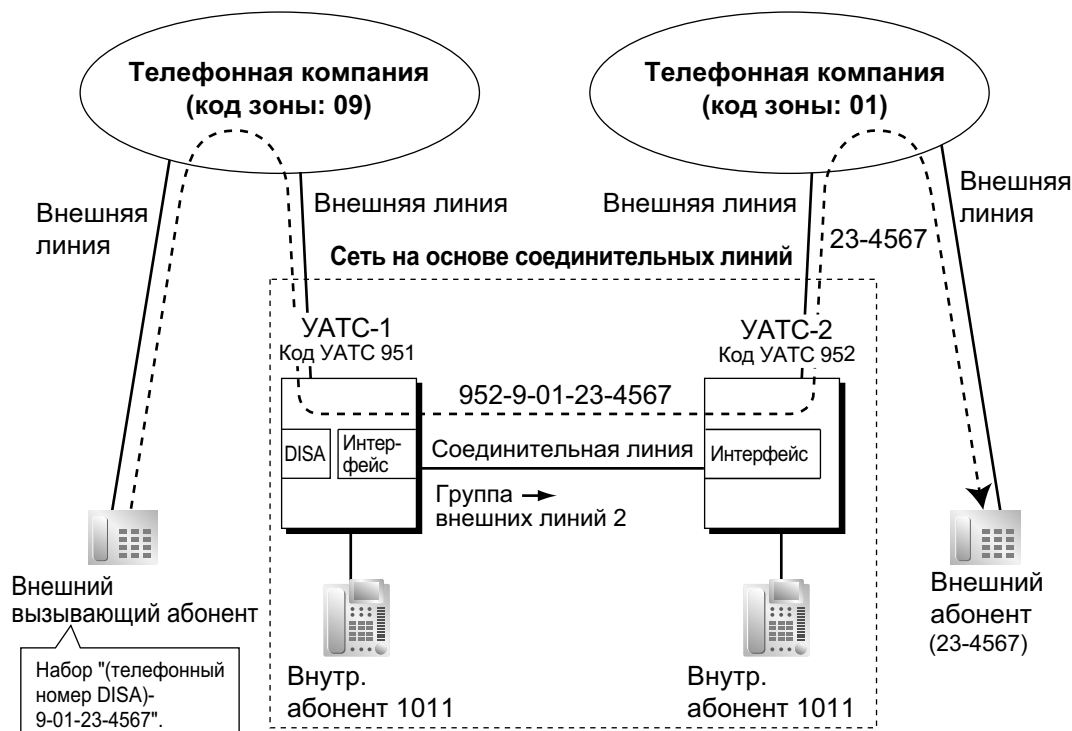 Телефонная компания
(код зоны: 09)
Телефонная компания
(код зоны: 01)
Внешняя
линия
Внешняя линия
Внешняя линия
Внешняя
линия
23-4567
Сеть на основе соединительных линий
УАТС-1
Код УАТС 951
УАТС-2
Код УАТС 952
952-9-01-23-4567
DISA
Интер-
фейс
Соединительная линия
Интерфейс
Группа
внешних линий 2
Внешний
вызывающий абонент
Набор "(телефонный
номер DISA)-
9-01-23-4567".
Внутр.
абонент 1011
Внутр.
абонент 1011
Внешний
абонент
(23-4567)